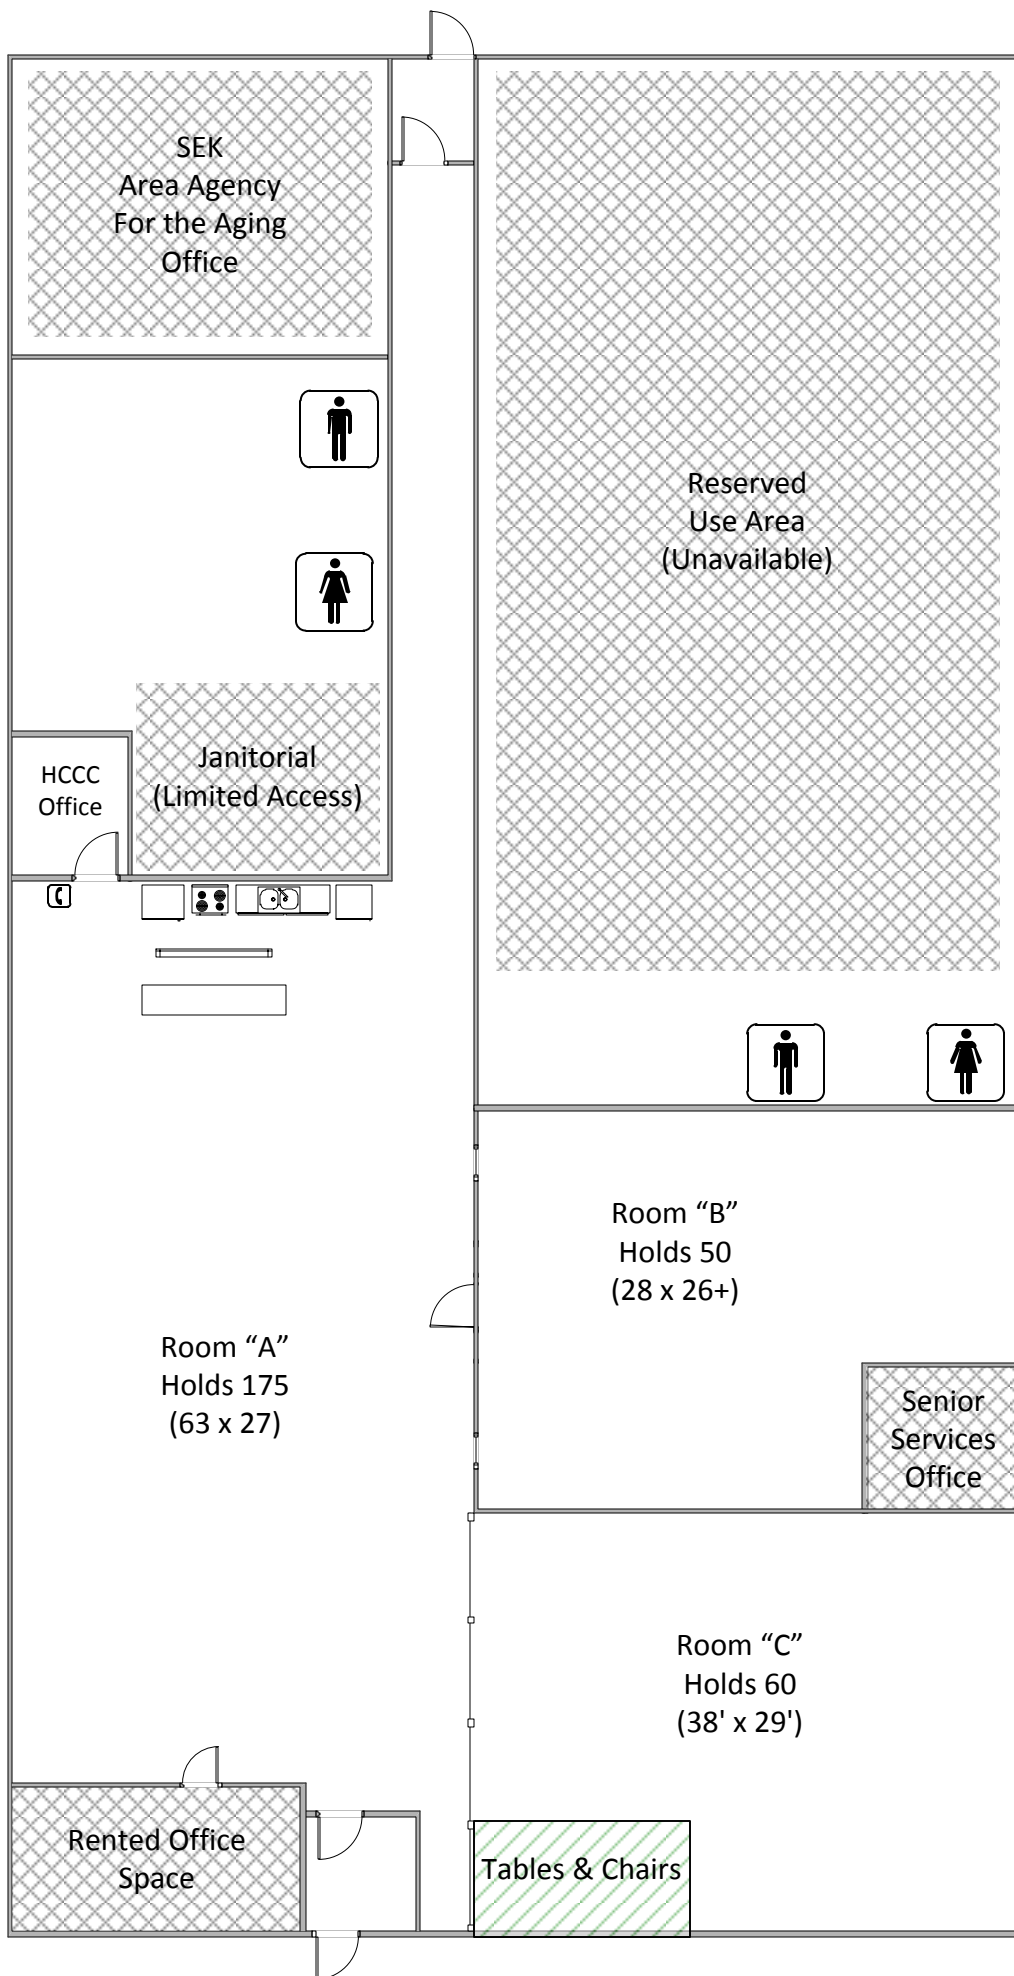 SEK
Area Agency
For the Aging
Office
Reserved
Use Area
(Unavailable)
HCCC
Office
Janitorial
(Limited Access)
Room “B”
Holds 50
(28 x 26+)
Room “A”
Holds 175
(63 x 27)
Senior
Services
Office
Room “C”
Holds 60
(38' x 29')
Rented Office
Space
Tables & Chairs